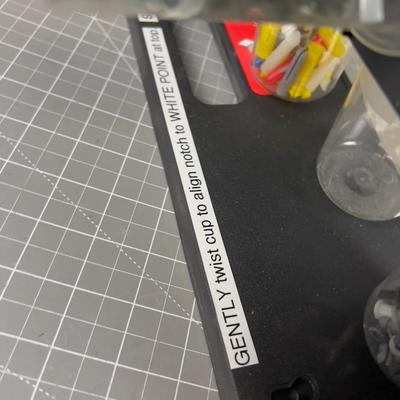 GENTLY twist cup to align notch to WHITE POINT at top.